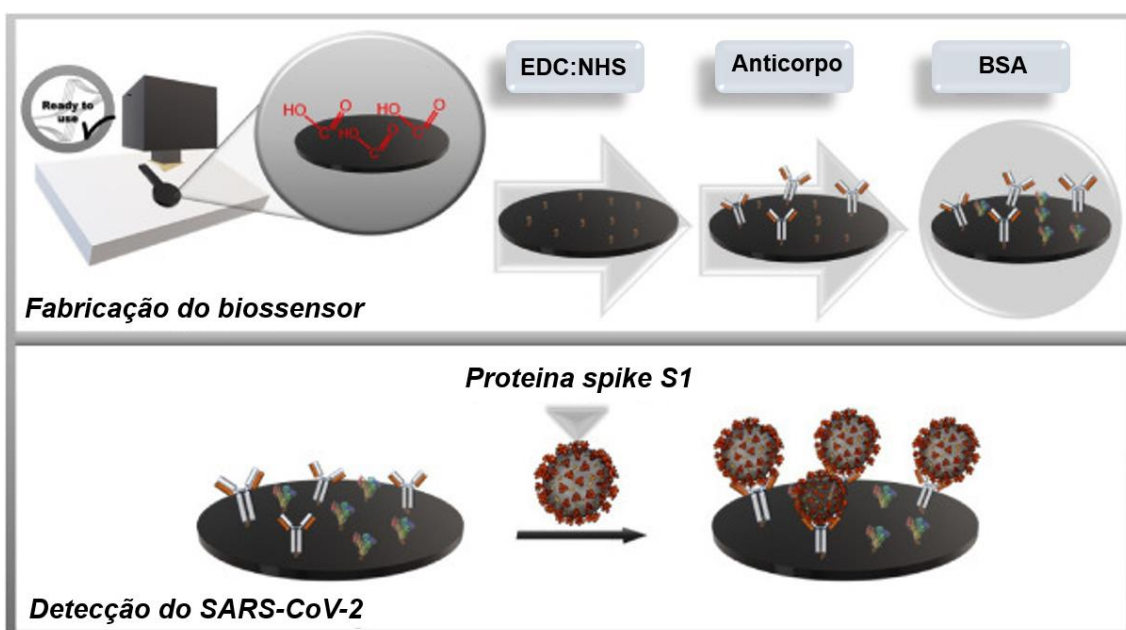 Ready to
use
HO
O
C
HO
O
C
HO
O
C
EDC:NHS
Anticorpo
BSA
Fabricação do biossensor
Proteina spike S1
Detecção do SARS-CoV-2